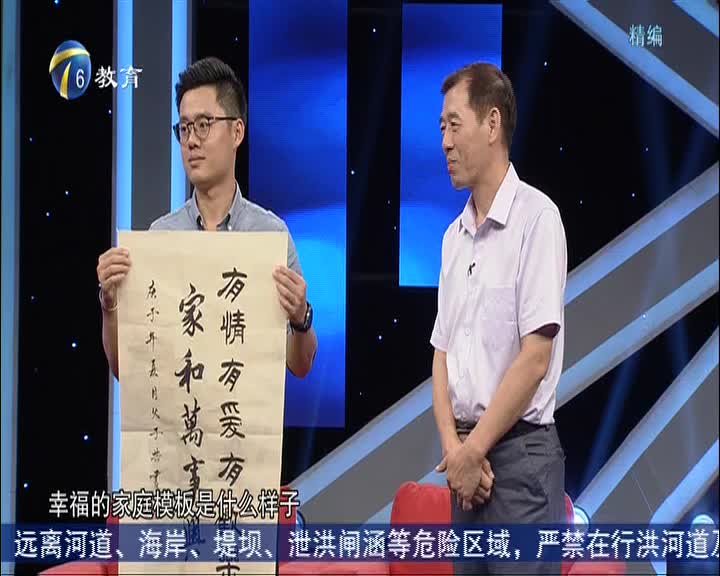 6 教育
精编
有情有爱有
家和萬事興
庚子年夏月父子
幸福的家庭模板是什么样子
远离河道、海岸、堤坝、泄洪闸涵等危险区域，严禁在行洪河道及